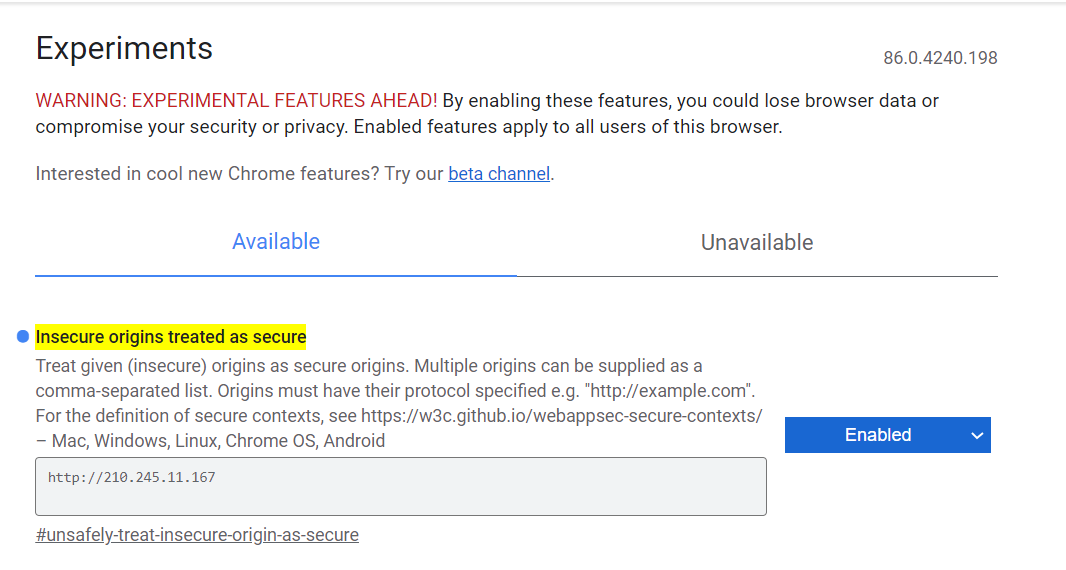 Experiments
86.0.4240.198
WARNING: EXPERIMENTAL FEATURES AHEAD! By enabling these features, you could lose browser data or
compromise your security or privacy. Enabled features apply to all users of this browser.
Interested in cool new Chrome features? Try our beta channel.
Available
Unavailable
Insecure origins treated as secure
Treat given (insecure) origins as secure origins. Multiple origins can be supplied as a
comma-separated list. Origins must have their protocol specified e.g. "http://example.com".
For the definition of secure contexts, see https://w3c.github.io/webappsec-secure-contexts/
– Mac, Windows, Linux, Chrome OS, Android
Enabled
http://210.245.11.167
#unsafely-treat-insecure-origin-as-secure